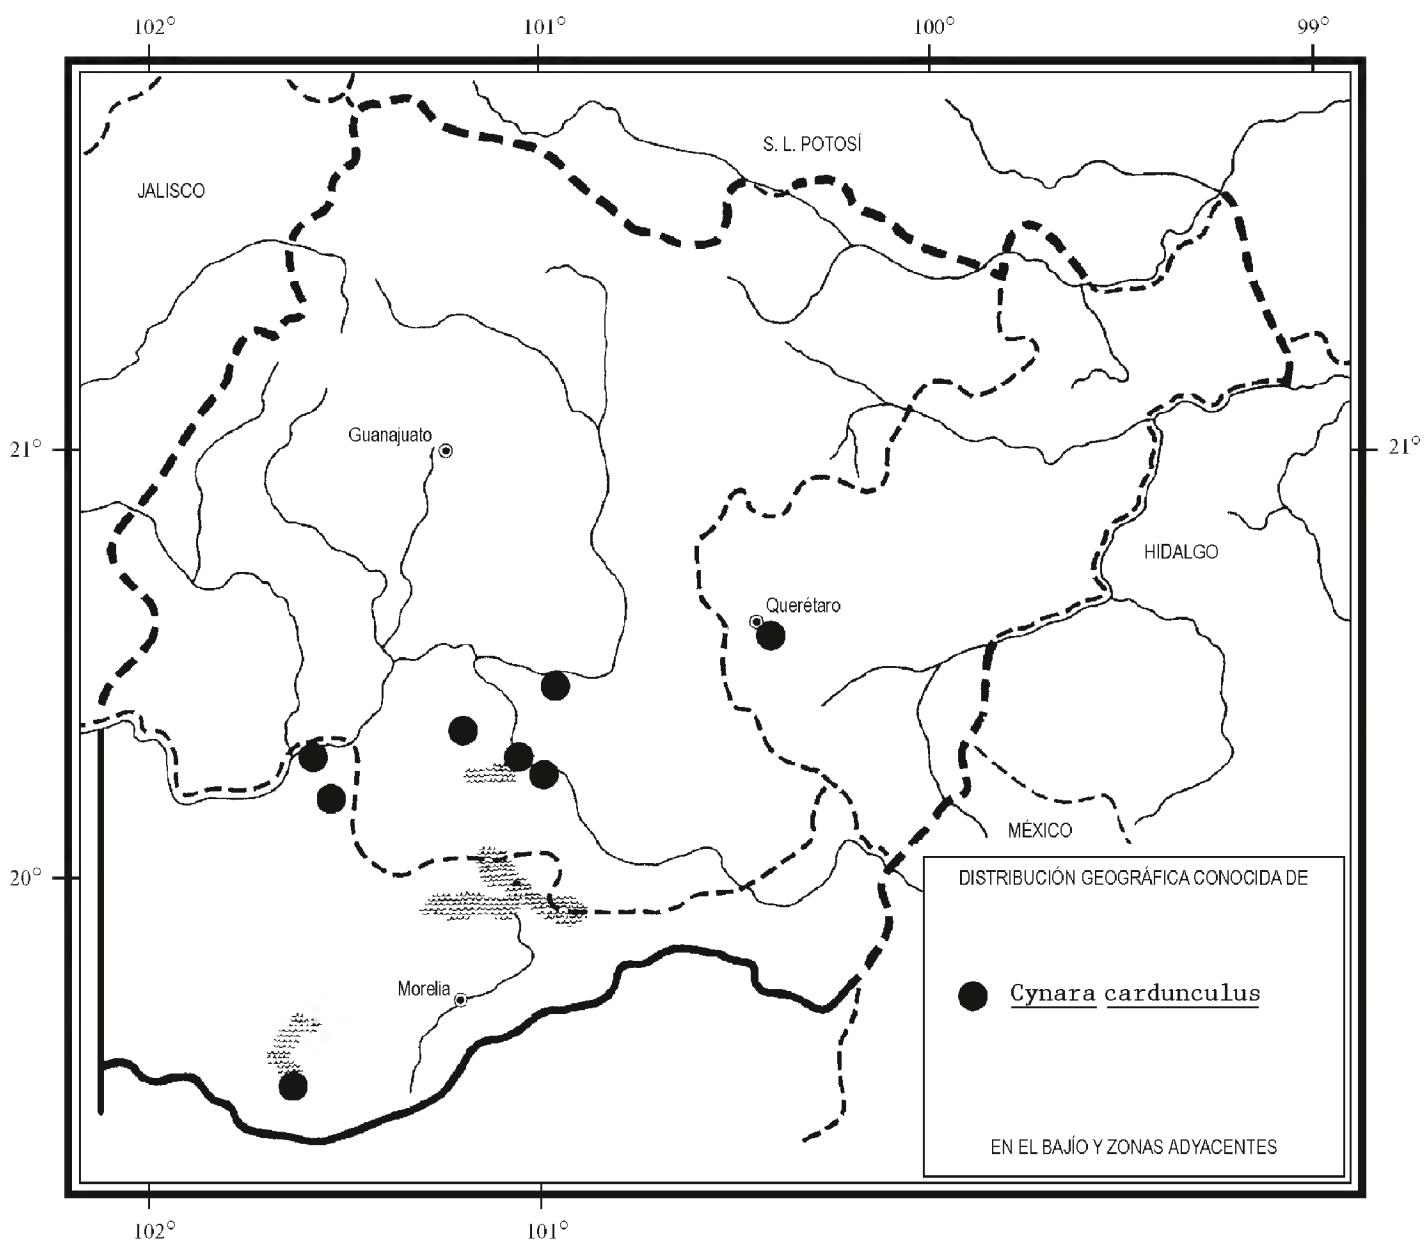 102° 101° 100° 99°
S. L. POTOSÍ
JALISCO
Guanajuato
21° 21°
HIDALGO
Querétaro
MÉXICO
20°
DISTRIBUCIÓN GEOGRÁFICA CONOCIDA DE
Morelia
Cynara cardunculus
EN EL BAJÍO Y ZONAS ADYACENTES
102° 101°